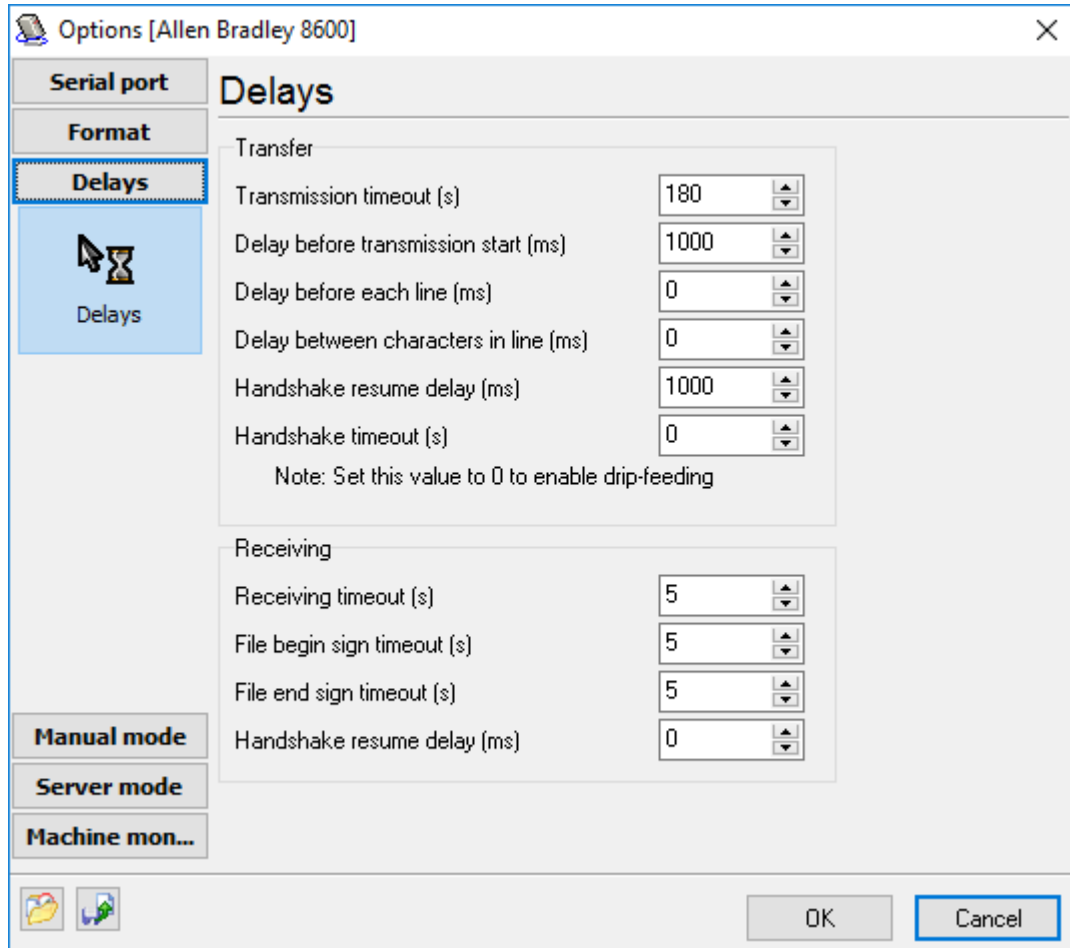 Options [Allen Bradley 8600]
Serial port
Format
Delays
Delays
Manual mode
Server mode
Machine mon...
Delays
Transfer
Transmission timeout (s) 180
Delay before transmission start (ms) 1000
Delay before each line (ms) 0
Delay between characters in line (ms) 0
Handshake resume delay (ms) 1000
Handshake timeout (s) 0
Note: Set this value to 0 to enable drip-feeding
Receiving
Receiving timeout (s) 5
File begin sign timeout (s) 5
File end sign timeout (s) 5
Handshake resume delay (ms) 0
OK Cancel